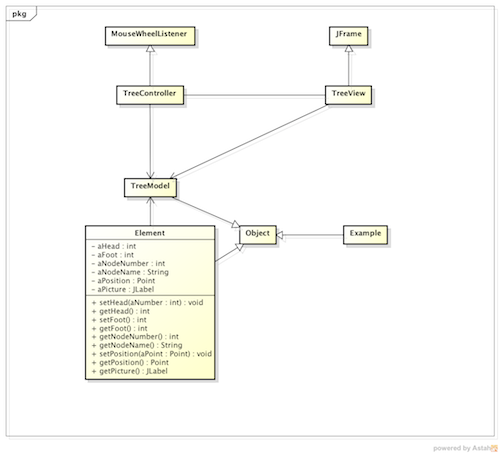 pkg
MouseWheelListener
JFrame
TreeController
TreeView
TreeModel
Element
- aHead : int
- aFoot : int
- aNodeNumber : int
- aNodeName : String
- aPosition : Point
- aPicture : JLabel
+ setHead(aNumber : int) : void
+ getHead() : int
+ setFoot() : int
+ getFoot() : int
+ getNodeNumber() : int
+ getNodeName() : String
+ setPosition(aPoint : Point) : void
+ getPosition() : Point
+ getPicture() : JLabel
Object
Example
powered by Astah